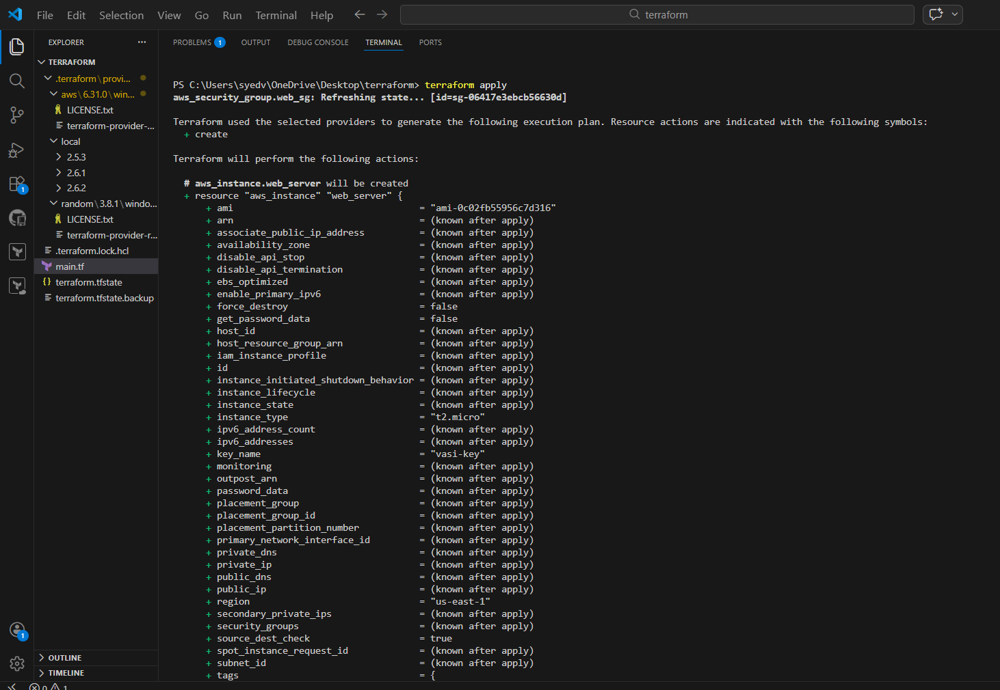 File Edit Selection View Go Run Terminal Help
terraform
EXPLORER
TERRAFORM
.terraform\provi...
aws\6.31.0\win...
LICENSE.txt
terraform-provider-...
local
2.5.3
2.6.1
2.6.2
random\3.8.1\windo...
LICENSE.txt
terraform-provider-r...
.terraform.lock.hcl
main.tf
terraform.tfstate
terraform.tfstate.backup
OUTLINE
TIMELINE
1
1
0 1
PROBLEMS 1 OUTPUT DEBUG CONSOLE TERMINAL PORTS
PS C:\Users\syedv\OneDrive\Desktop\terraform> terraform apply
aws_security_group.web_sg: Refreshing state... [id=sg-06417e3ebcb56630d]
Terraform used the selected providers to generate the following execution plan. Resource actions are indicated with the following symbols:
+ create
Terraform will perform the following actions:
# aws_instance.web_server will be created
+ resource "aws_instance" "web_server" {
+ ami = "ami-0c02fb55956c7d316"
+ arn = (known after apply)
+ associate_public_ip_address = (known after apply)
+ availability_zone = (known after apply)
+ disable_api_stop = (known after apply)
+ disable_api_termination = (known after apply)
+ ebs_optimized = (known after apply)
+ enable_primary_ipv6 = (known after apply)
+ force_destroy = false
+ get_password_data = false
+ host_id = (known after apply)
+ host_resource_group_arn = (known after apply)
+ iam_instance_profile = (known after apply)
+ id = (known after apply)
+ instance_initiated_shutdown_behavior = (known after apply)
+ instance_lifecycle = (known after apply)
+ instance_state = (known after apply)
+ instance_type = "t2.micro"
+ ipv6_address_count = (known after apply)
+ ipv6_addresses = (known after apply)
+ key_name = "vasi-key"
+ monitoring = (known after apply)
+ outpost_arn = (known after apply)
+ password_data = (known after apply)
+ placement_group = (known after apply)
+ placement_group_id = (known after apply)
+ placement_partition_number = (known after apply)
+ primary_network_interface_id = (known after apply)
+ private_dns = (known after apply)
+ private_ip = (known after apply)
+ public_dns = (known after apply)
+ public_ip = (known after apply)
+ region = "us-east-1"
+ secondary_private_ips = (known after apply)
+ security_groups = (known after apply)
+ source_dest_check = true
+ spot_instance_request_id = (known after apply)
+ subnet_id = (known after apply)
+ tags = {